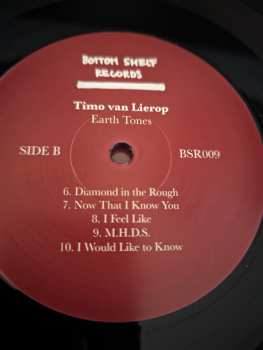 BOTTOM SHELF
RECORDS
Timo van Lierop
Earth Tones
SIDE B
BSR009
6. Diamond in the Rough
7. Now That I Know You
8. I Feel Like
9. M.H.D.S.
10. I Would Like to Know